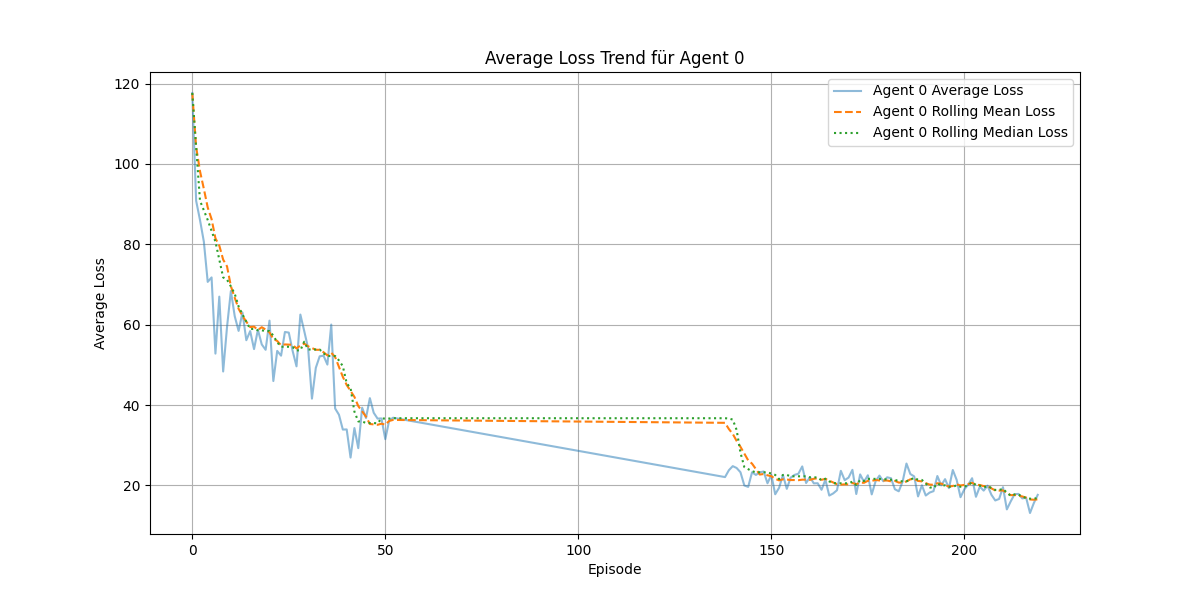 Average Loss Trend für Agent 0
Agent 0 Average Loss
Agent 0 Rolling Mean Loss
Agent 0 Rolling Median Loss
Average Loss
120
100
80
60
40
20
0
50
100
150
200
Episode